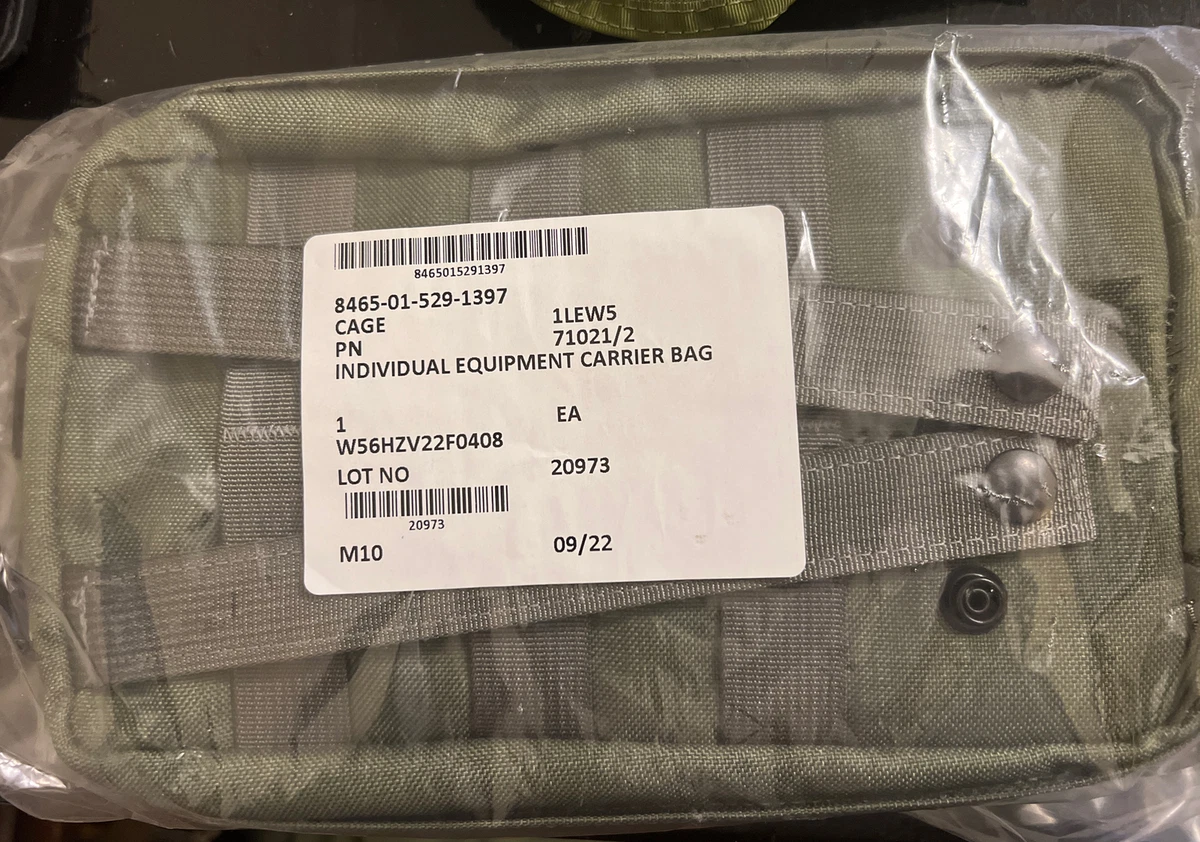 8465015291397
8465-01-529-1397
CAGE 1LEW5
PN 71021/2
INDIVIDUAL EQUIPMENT CARRIER BAG
1 EA
W56HZV22F0408
LOT NO 20973
20973
M10 09/22